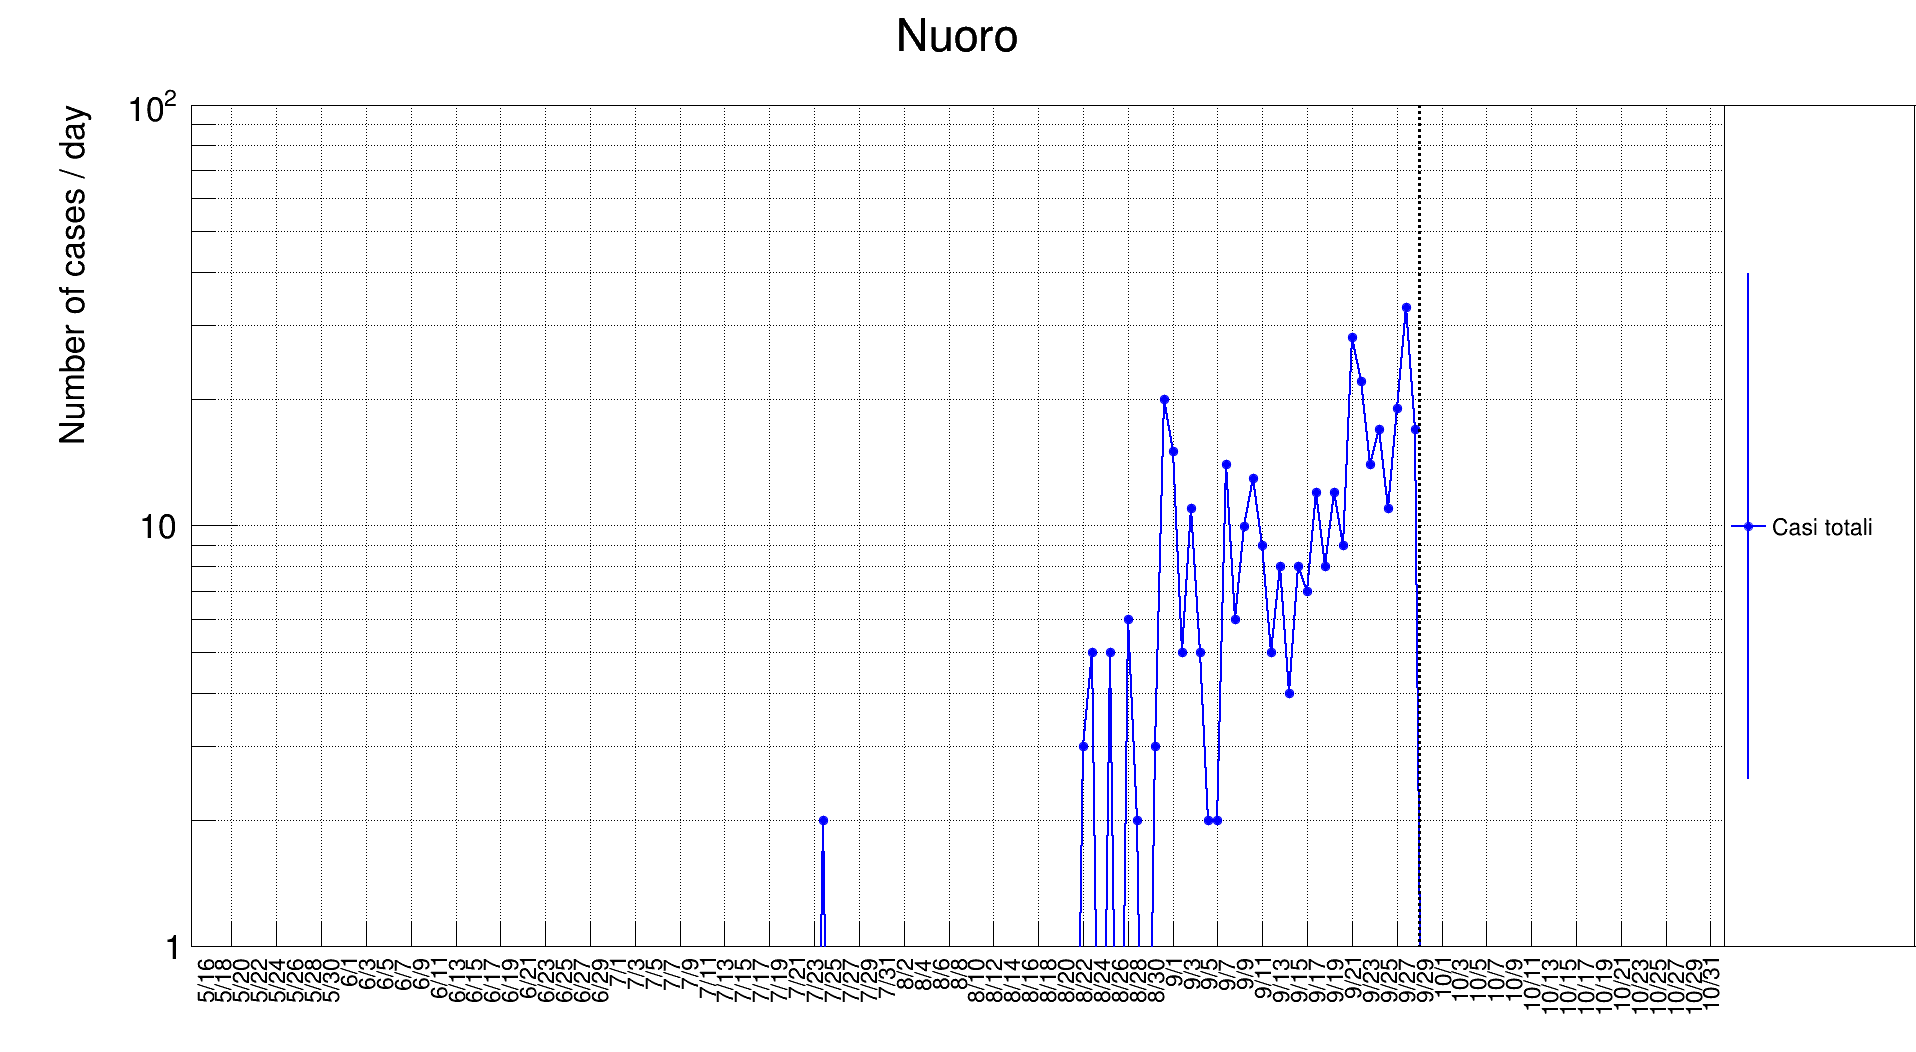 Nuoro
Number of cases / day
10²
10
1
5/16 5/18 5/20 5/22 5/24 5/26 5/28 5/30 6/1 6/3 6/5 6/7 6/9 6/11 6/13 6/15 6/17 6/19 6/21 6/23 6/25 6/27 6/29 7/1 7/3 7/5 7/7 7/9 7/11 7/13 7/15 7/17 7/19 7/21 7/23 7/25 7/27 7/29 7/31 8/2 8/4 8/6 8/8 8/10 8/12 8/14 8/16 8/18 8/20 8/22 8/24 8/26 8/28 8/30 9/1 9/3 9/5 9/7 9/9 9/11 9/13 9/15 9/17 9/19 9/21 9/23 9/25 9/27 9/29 10/1 10/3 10/5 10/7 10/9 10/11 10/13 10/15 10/17 10/19 10/21 10/23 10/25 10/27 10/29 10/31
Casi totali